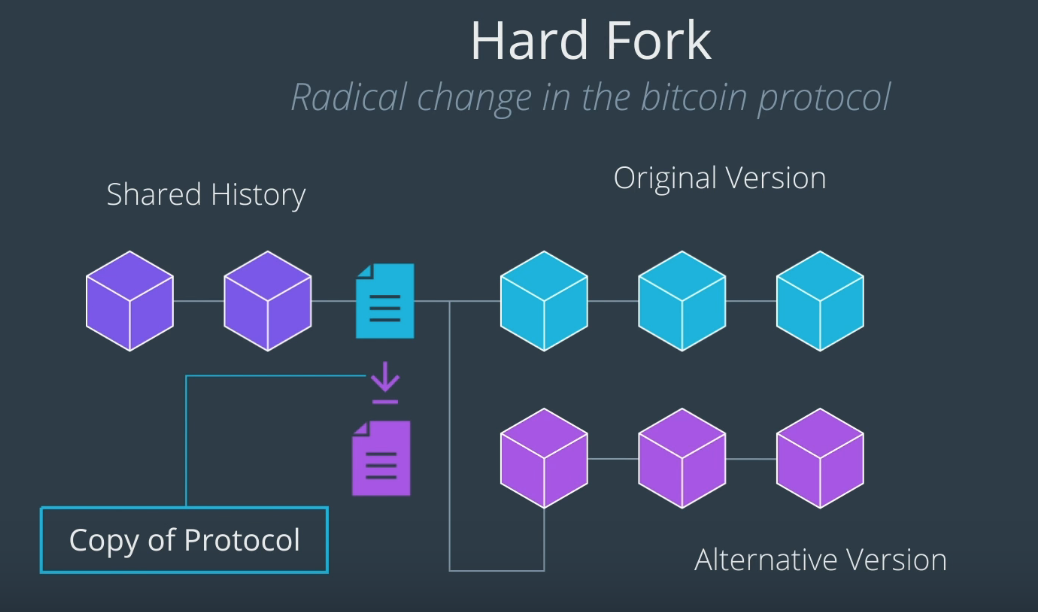 Hard Fork
Radical change in the bitcoin protocol
Shared History
Original Version
Copy of Protocol
Alternative Version